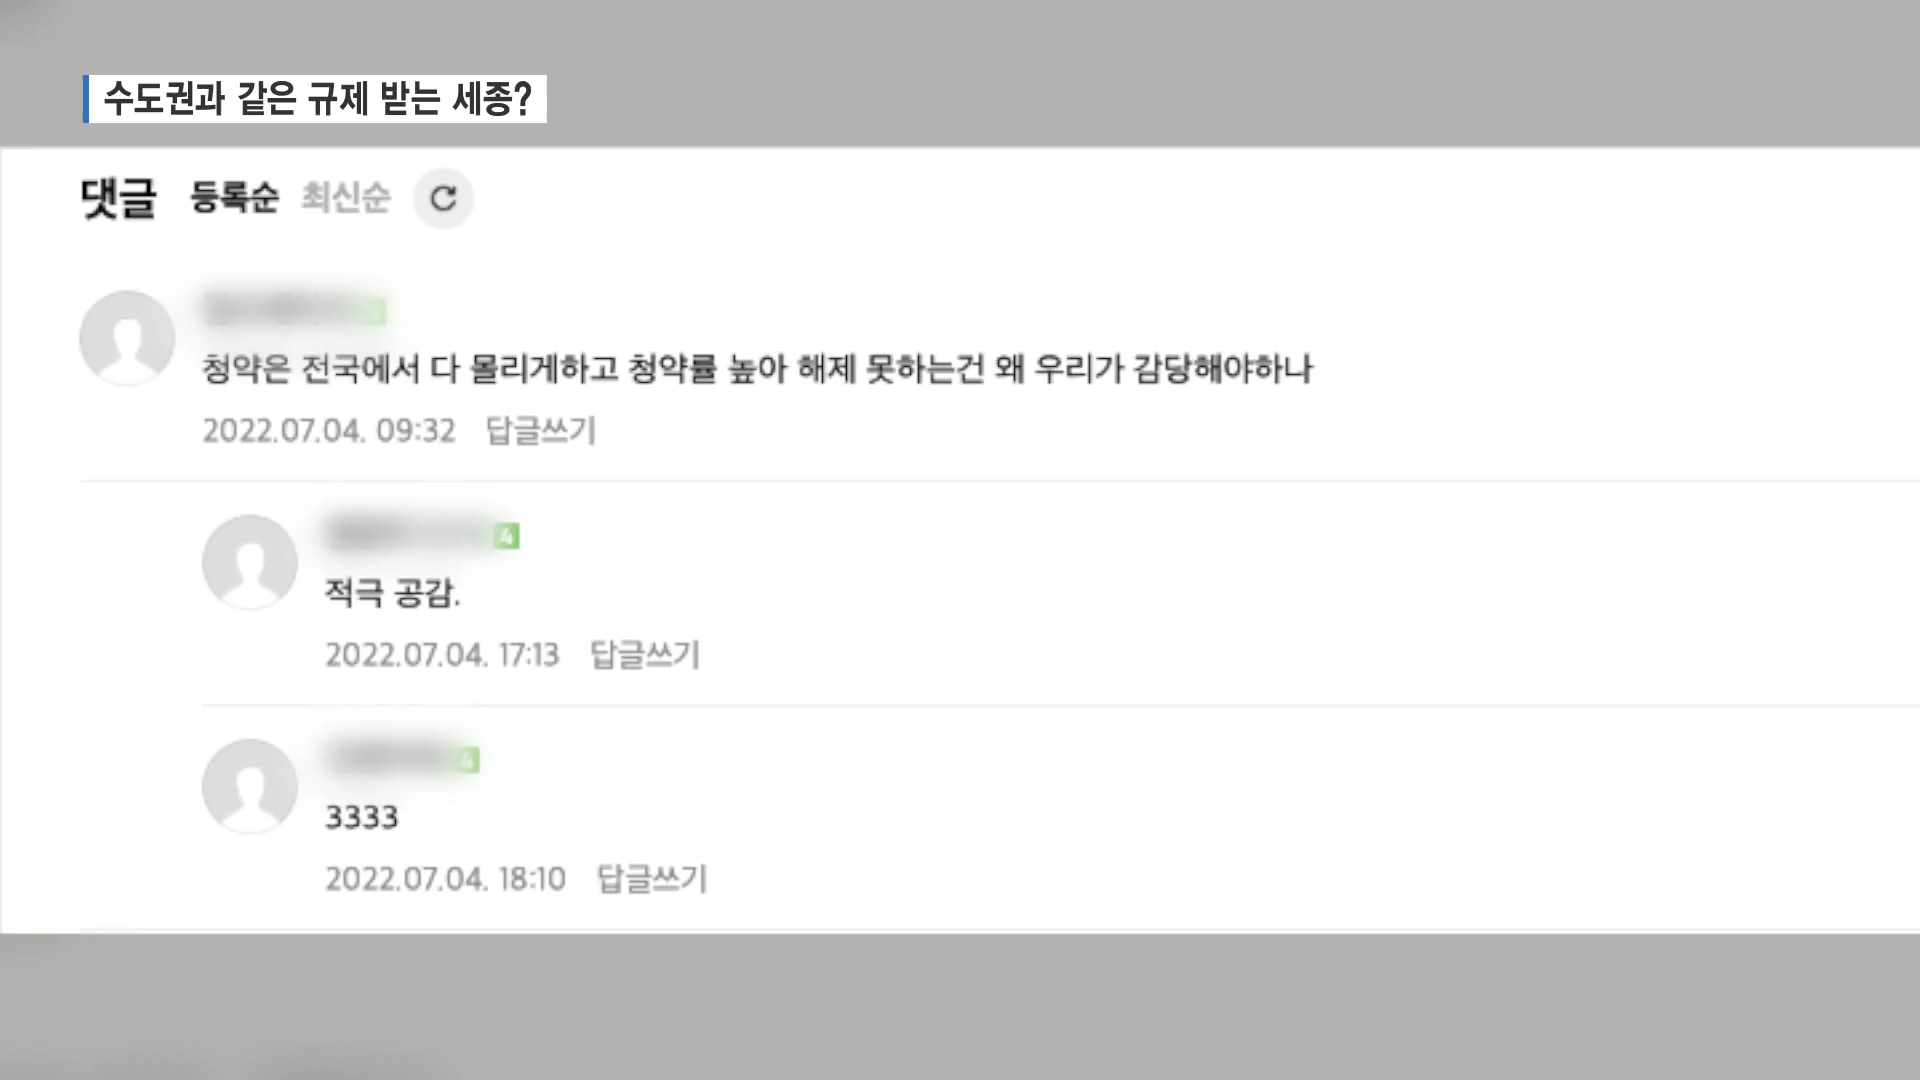 수도권과 같은 규제 받는 세종?
댓글 등록순 최신순
청약은 전국에서 다 몰리게하고 청약률 높아 해제 못하는건 왜 우리가 감당해야하나
2022.07.04. 09:32 답글쓰기
4
적극 공감.
2022.07.04. 17:13 답글쓰기
4
3333
2022.07.04. 18:10 답글쓰기